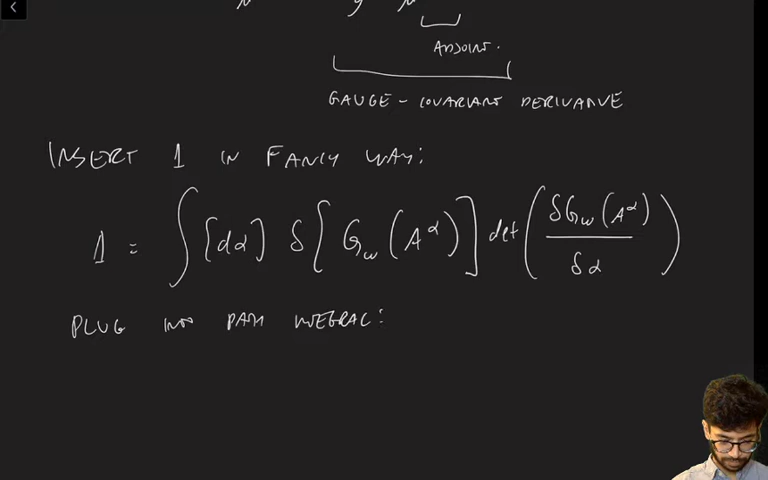 ADJOINT.
GAUGE - COVARIANT DERIVATIVE
INSERT 1 IN FANCY WAY:
1 = ∫ [dα] δ[G_ω(A^α)] det(δG_ω(A^α)/δα)
PLUG INTO PATH INTEGRAL: